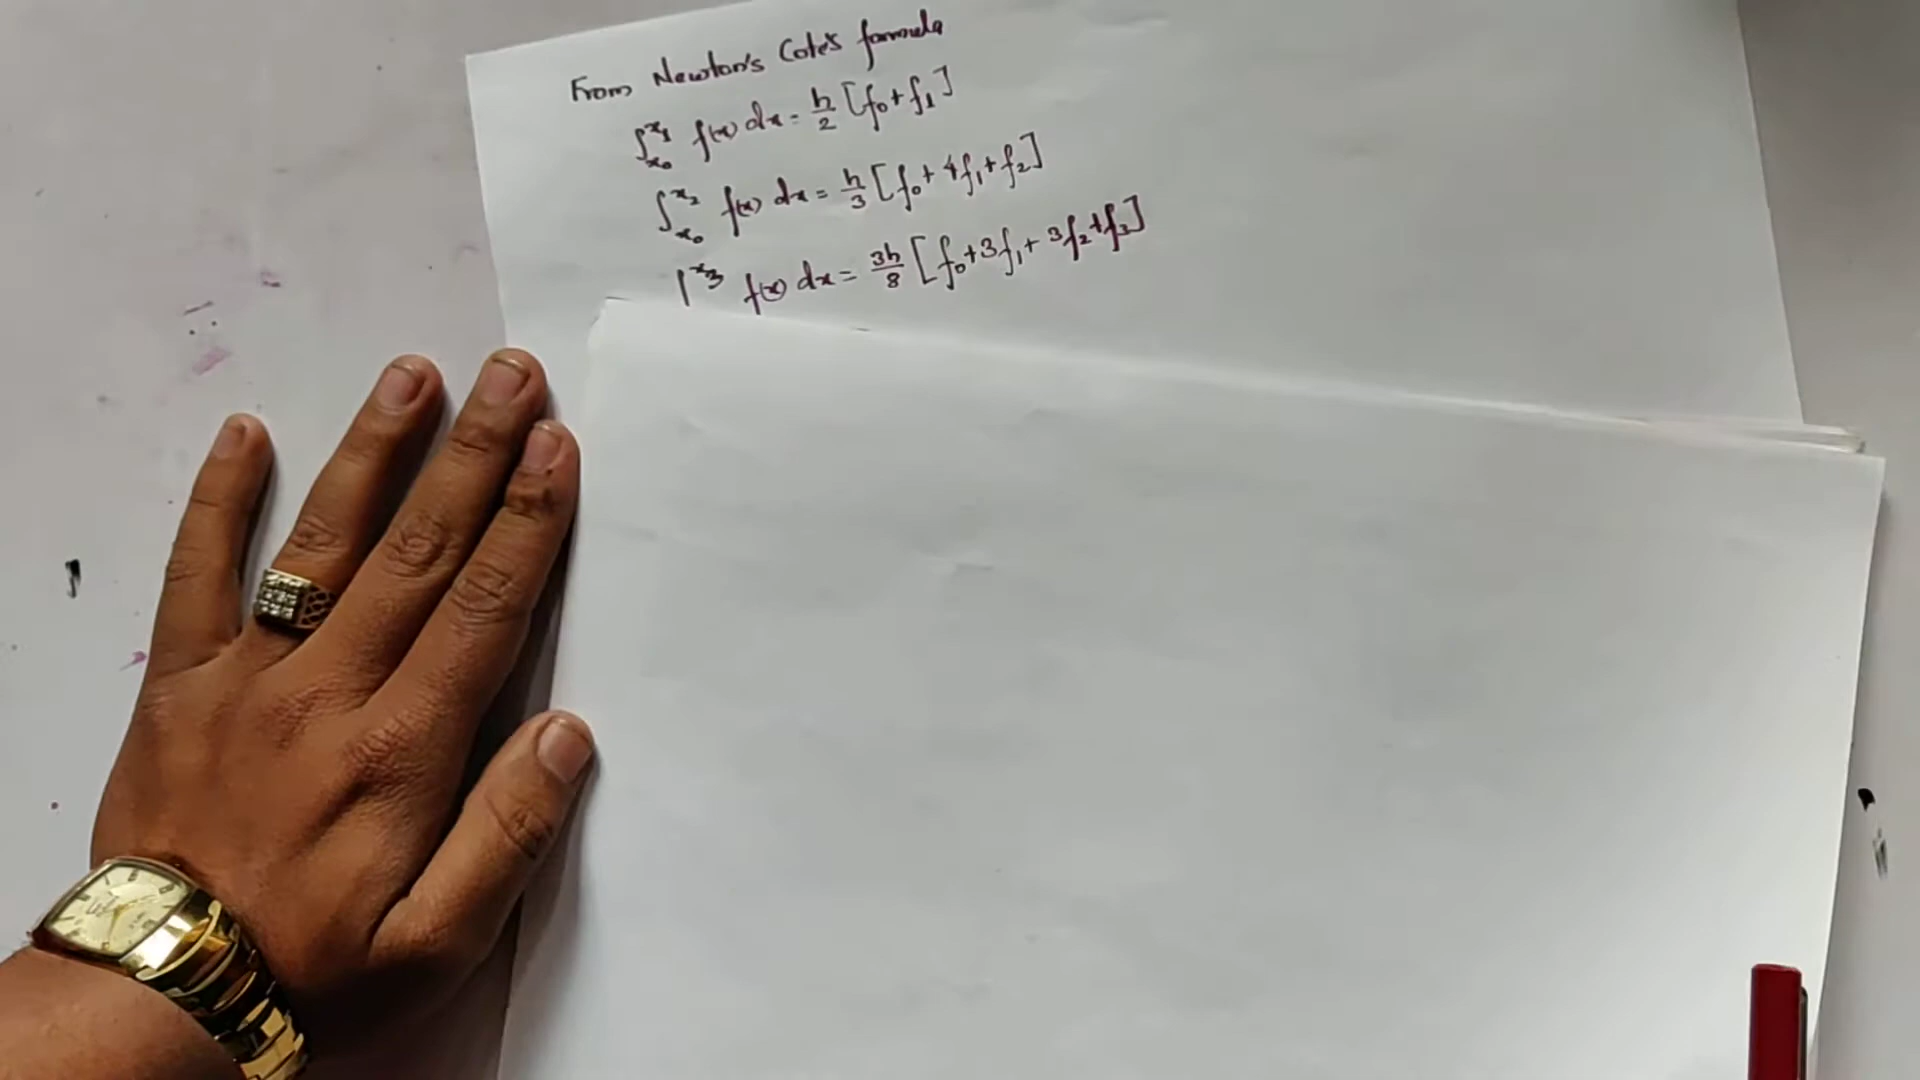 From Newton's Cote's formula
∫_{x₀}^{x₁} f(x) dx = h/2 [f₀ + f₁]
∫_{x₀}^{x₂} f(x) dx = h/3 [f₀ + 4f₁ + f₂]
∫^{x₃} f(x) dx = 3h/8 [f₀ + 3f₁ + 3f₂ + f₃]